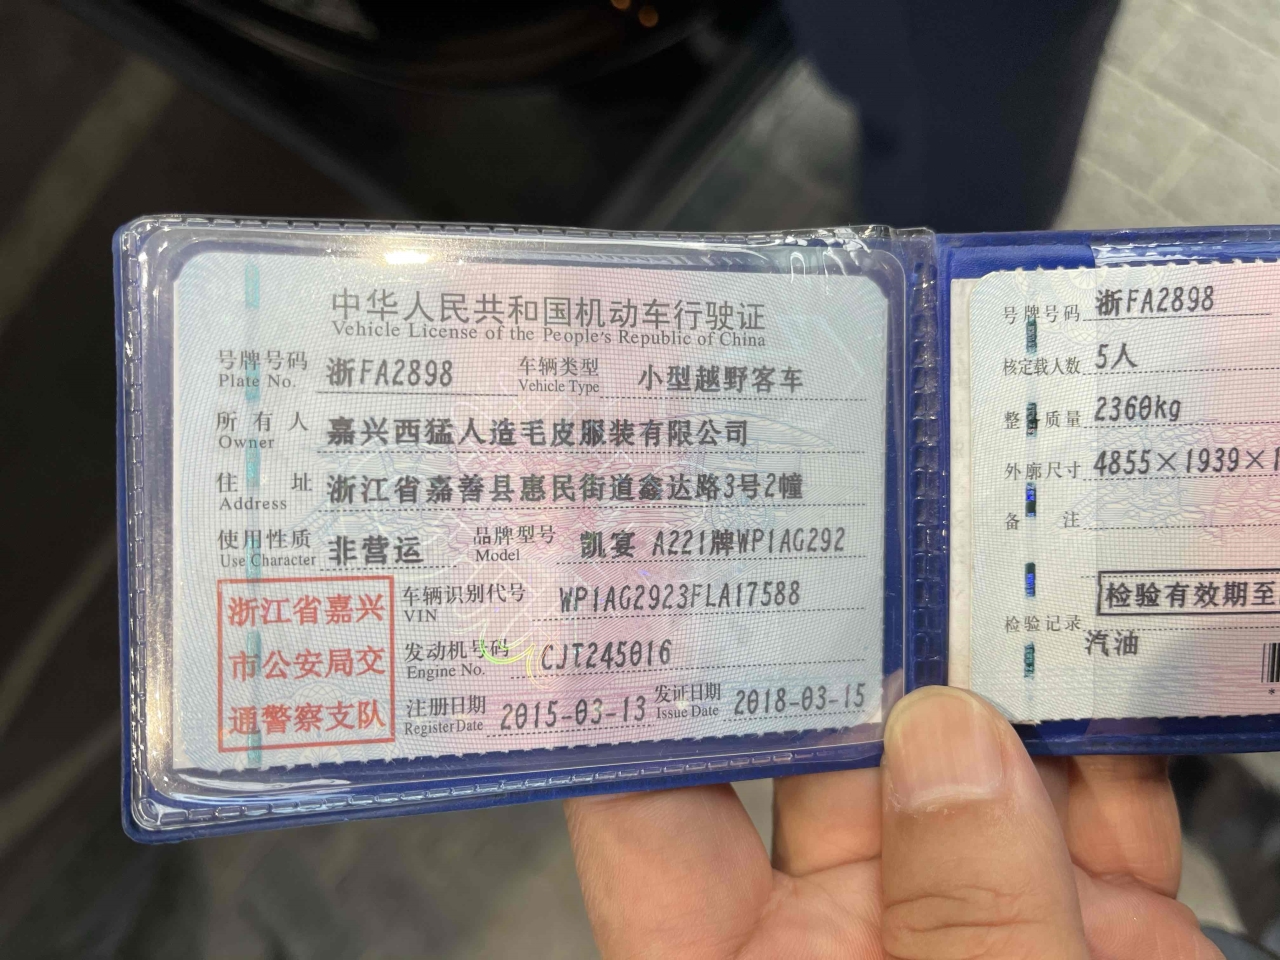 中华人民共和国机动车行驶证
Vehicle License of the People's Republic of China
号牌号码 浙FA2898 车辆类型 小型越野客车
Plate No. Vehicle Type
所有人 嘉兴西猛人造毛皮服装有限公司
Owner
住址 浙江省嘉善县惠民街道鑫达路3号2幢
Address
使用性质 非营运 品牌型号 凯宴 A221牌WP1AG292
Use Character Model
浙江省嘉兴
市公安局交
通警察支队
车辆识别代号 WP1AG2923FLA17588
VIN
发动机号码 CJT245016
Engine No.
注册日期 2015-03-13 发证日期 2018-03-15
Register Date Issue Date
号牌号码 浙FA2898
核定载人数 5人
整备质量 2360kg
外廓尺寸 4855×1939×1
备注
检验有效期至
检验记录
汽油